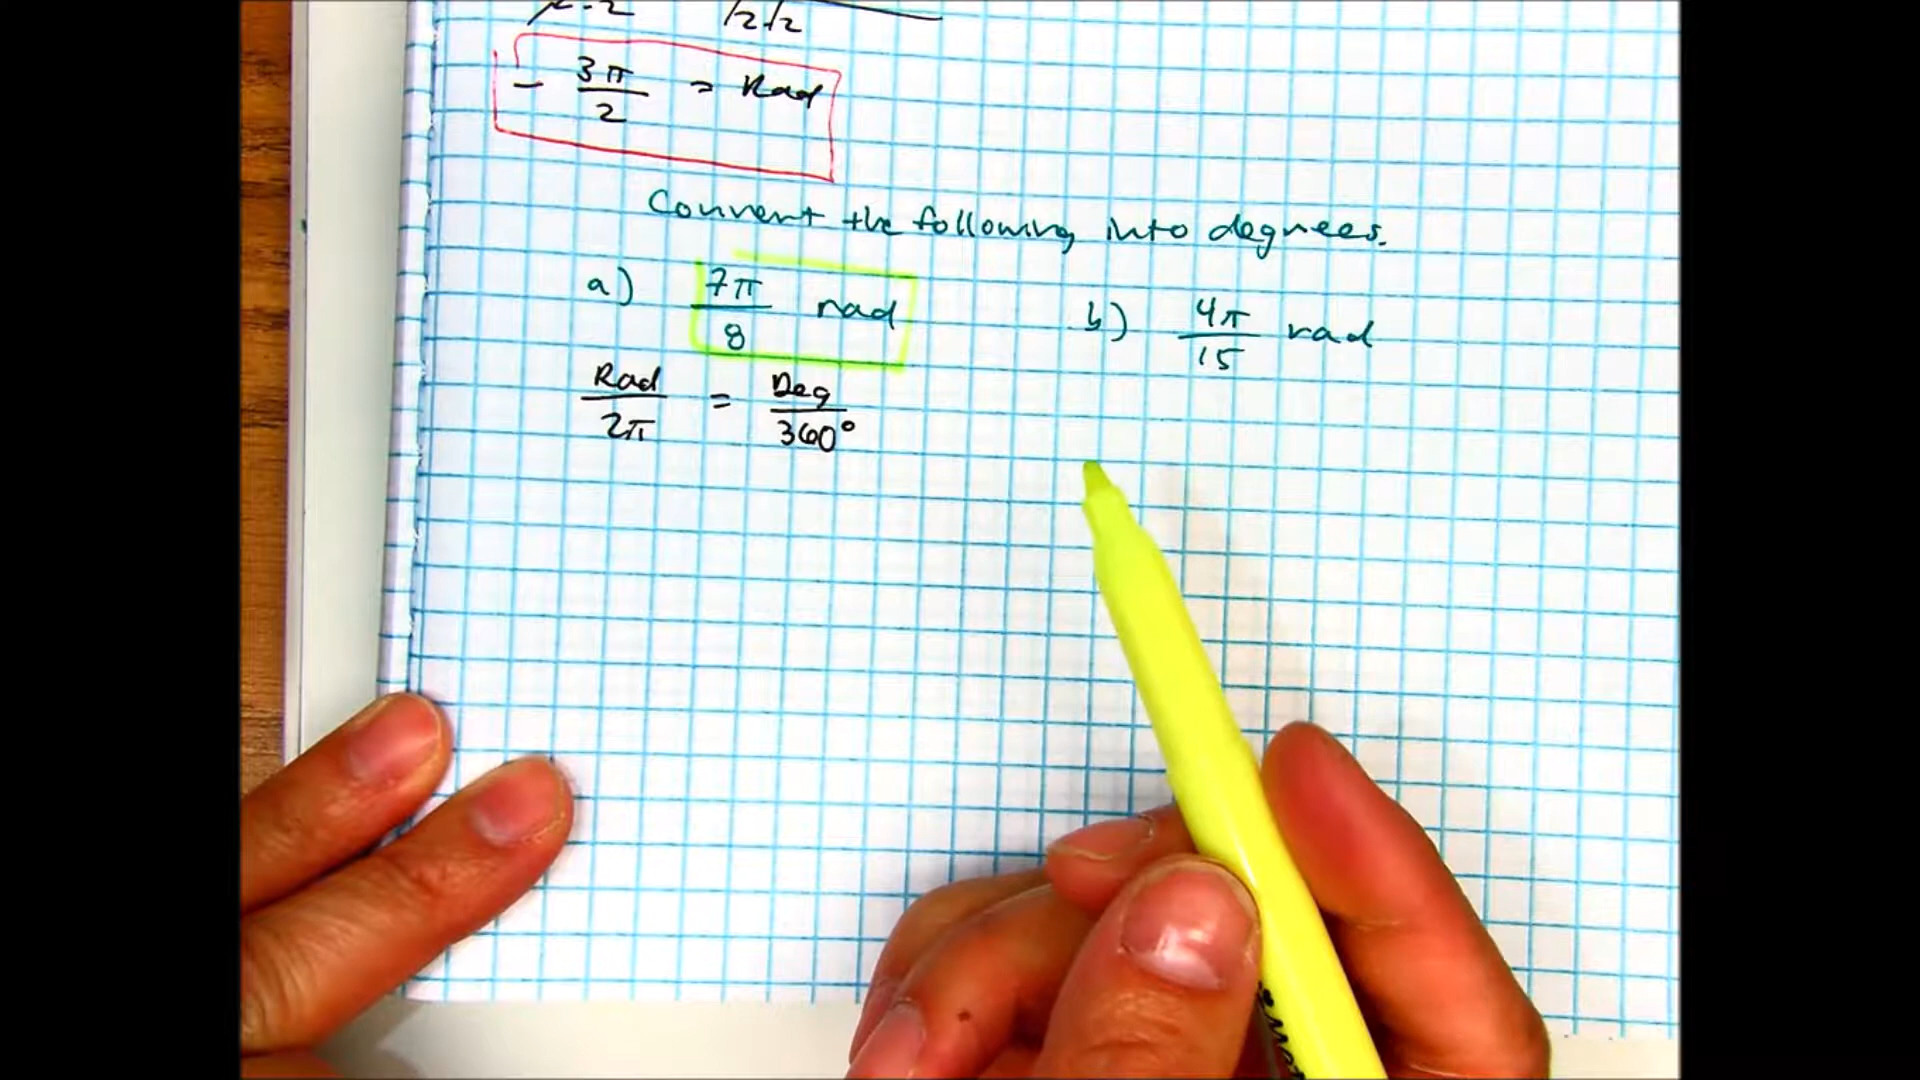 - 3π/2 = Rad
Convert the following into degrees.
a) 7π/8 rad
b) 4π/15 rad
Rad/2π = Deg/360°